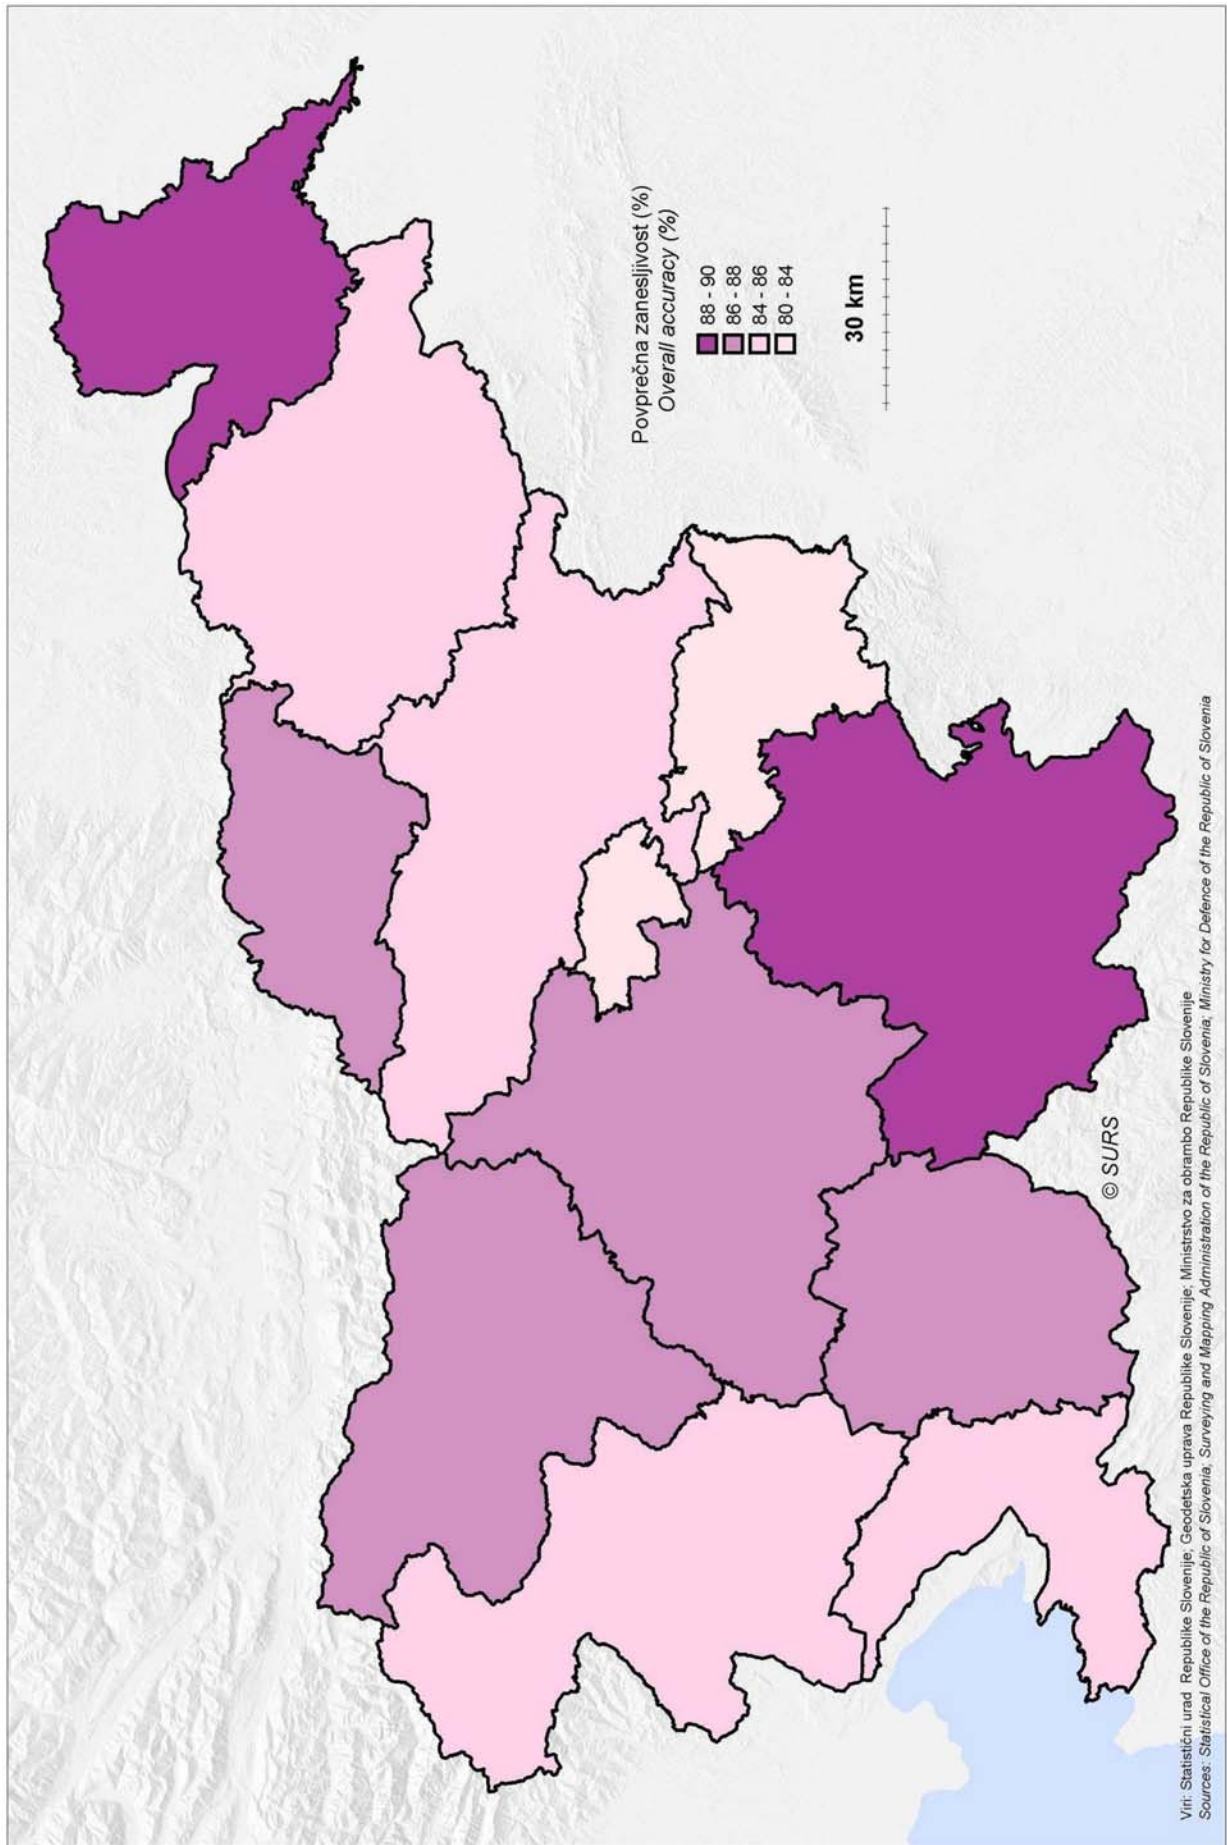 Povprečna zanesljivost (%)
Overall accuracy (%)
88 - 90
86 - 88
84 - 86
80 - 84
30 km
© SURS
Viri: Statistični urad Republike Slovenije; Geodetska uprava Republike Slovenije; Ministrstvo za obrambo Republike Slovenije
Sources: Statistical Office of the Republic of Slovenia; Surveying and Mapping Administration of the Republic of Slovenia; Ministry for Defence of the Republic of Slovenia